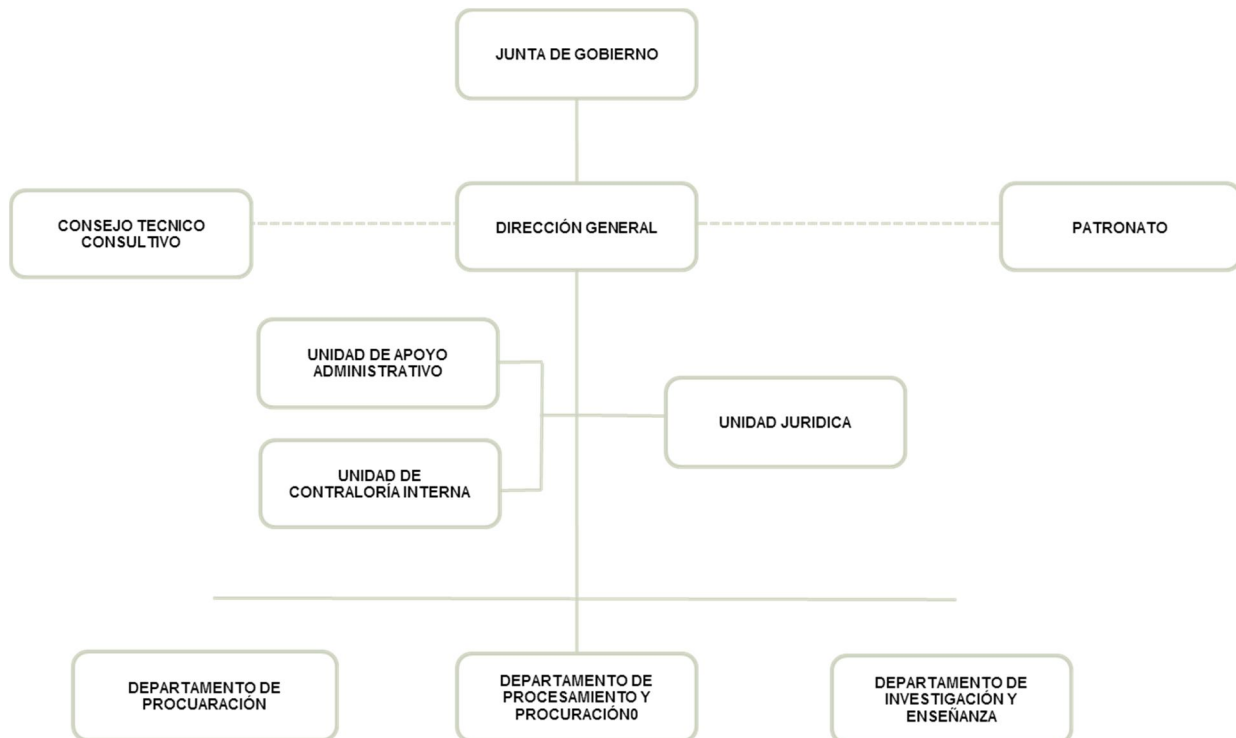 JUNTA DE GOBIERNO
CONSEJO TECNICO
CONSULTIVO
DIRECCIÓN GENERAL
PATRONATO
UNIDAD DE APOYO
ADMINISTRATIVO
UNIDAD JURIDICA
UNIDAD DE
CONTRALORÍA INTERNA
DEPARTAMENTO DE
PROCUARACIÓN
DEPARTAMENTO DE
PROCESAMIENTO Y
PROCURACIÓN0
DEPARTAMENTO DE
INVESTIGACIÓN Y
ENSEÑANZA